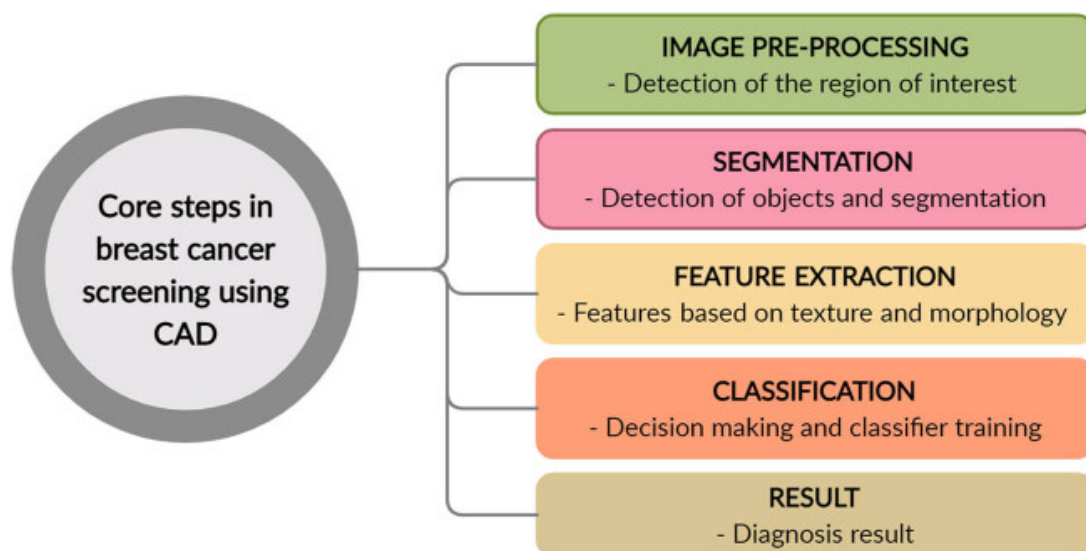 Core steps in
breast cancer
screening using
CAD
IMAGE PRE-PROCESSING
- Detection of the region of interest
SEGMENTATION
- Detection of objects and segmentation
FEATURE EXTRACTION
- Features based on texture and morphology
CLASSIFICATION
- Decision making and classifier training
RESULT
- Diagnosis result